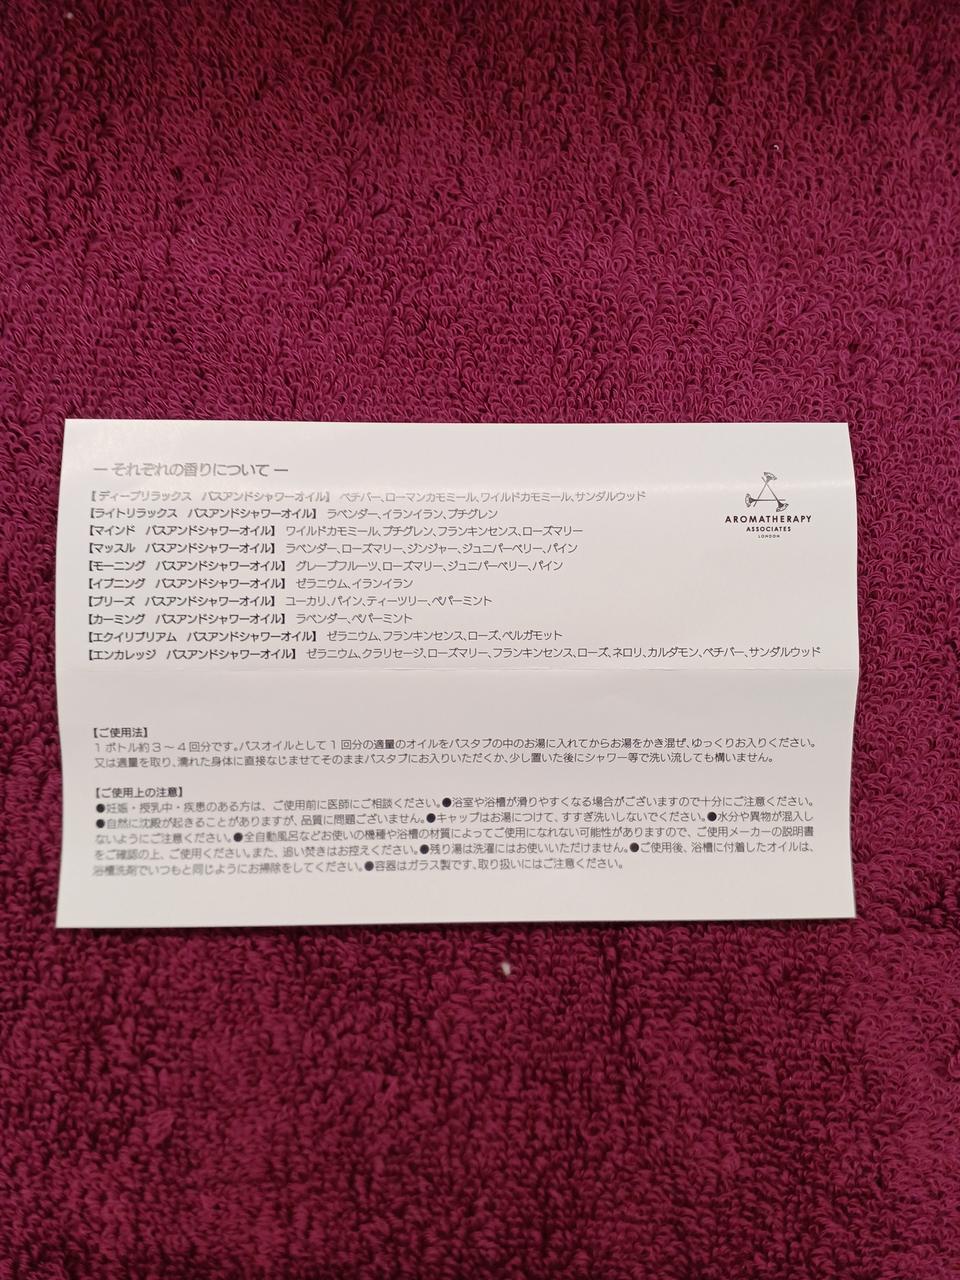 — それぞれの香りについて —
【ディープリラックス　バスアンドシャワーオイル】 ベチバー、ローマンカモミール、ワイルドカモミール、サンダルウッド
【ライトリラックス　バスアンドシャワーオイル】 ラベンダー、イランイラン、プチグレン
【マインド　バスアンドシャワーオイル】 ワイルドカモミール、プチグレン、フランキンセンス、ローズマリー
【マッスル　バスアンドシャワーオイル】 ラベンダー、ローズマリー、ジンジャー、ジュニパーベリー、パイン
【モーニング　バスアンドシャワーオイル】 グレープフルーツ、ローズマリー、ジュニパーベリー、パイン
【イブニング　バスアンドシャワーオイル】 ゼラニウム、イランイラン
【ブリーズ　バスアンドシャワーオイル】 ユーカリ、パイン、ティーツリー、ペパーミント
【カーミング　バスアンドシャワーオイル】 ラベンダー、ペパーミント
【エクイリブリアム　バスアンドシャワーオイル】 ゼラニウム、フランキンセンス、ローズ、ベルガモット
【エンカレッジ　バスアンドシャワーオイル】 ゼラニウム、クラリセージ、ローズマリー、フランキンセンス、ローズ、ネロリ、カルダモン、ベチバー、サンダルウッド
AROMATHERAPY
ASSOCIATES
LONDON
【ご使用法】
1ボトル約3～4回分です。バスオイルとして1回分の適量のオイルをバスタブの中のお湯に入れてからお湯をかき混ぜ、ゆっくりお入りください。
又は適量を取り、濡れた身体に直接なじませてそのままバスタブにお入りいただくか、少し置いた後にシャワー等で洗い流しても構いません。
【ご使用上の注意】
●妊娠・授乳中・疾患のある方は、ご使用前に医師にご相談ください。●浴室や浴槽が滑りやすくなる場合がございますので十分にご注意ください。
●自然に沈殿が起きることがありますが、品質に問題ございません。●キャップはお湯につけて、すすぎ洗いしないでください。●水分や異物が混入し
ないようにご注意ください。●全自動風呂などお使いの機種や浴槽の材質によってご使用になれない可能性がありますので、ご使用メーカーの説明書
をご確認の上、ご使用ください。また、追い焚きはお控えください。●残り湯は洗濯にはお使いいただけません。●ご使用後、浴槽に付着したオイルは、
浴槽洗剤でいつもと同じようにお掃除をしてください。●容器はガラス製です、取り扱いにはご注意ください。